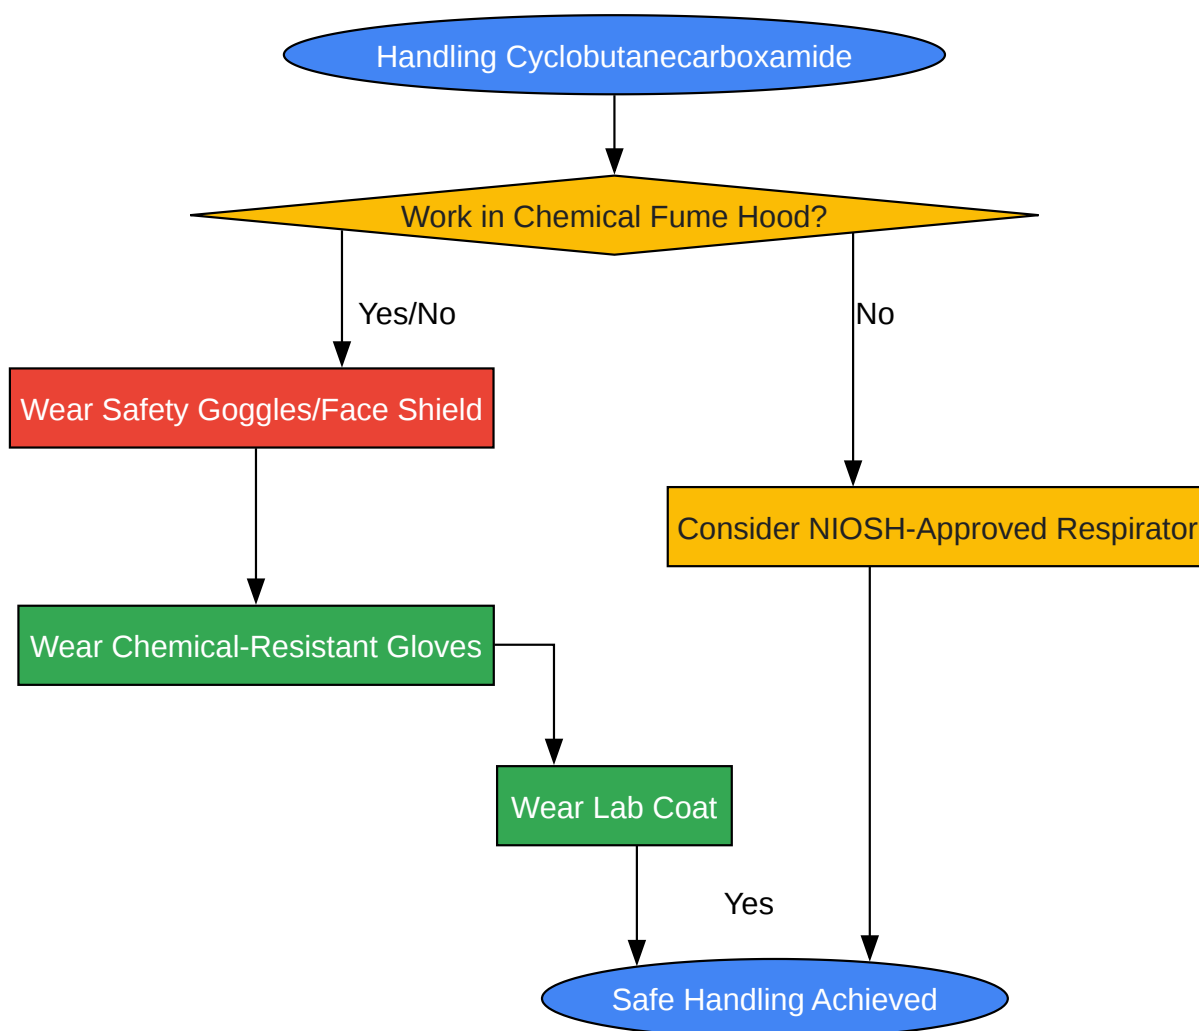 Handling Cyclobutanecarboxamide
Work in Chemical Fume Hood?
Yes/No
No
Wear Safety Goggles/Face Shield
Consider NIOSH-Approved Respirator
Wear Chemical-Resistant Gloves
Wear Lab Coat
Yes
Safe Handling Achieved